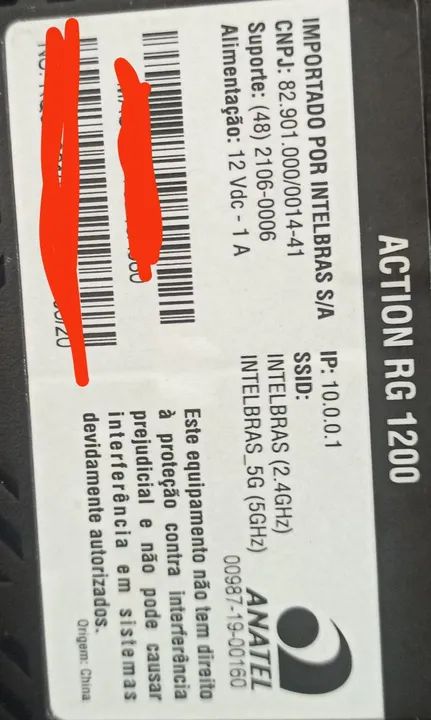 ACTION RG 1200
IMPORTADO POR INTELBRAS S/A
CNPJ: 82.901.000/0014-41
Suporte: (48) 2106-0006
Alimentação: 12 Vdc - 1 A
IP: 10.0.0.1
SSID:
INTELBRAS (2.4GHz)
INTELBRAS_5G (5GHz)
ANATEL
00987-19-00160
Este equipamento não tem direito
à proteção contra interferência
prejudicial e não pode causar
interferência em sistemas
devidamente autorizados.
Origem: China